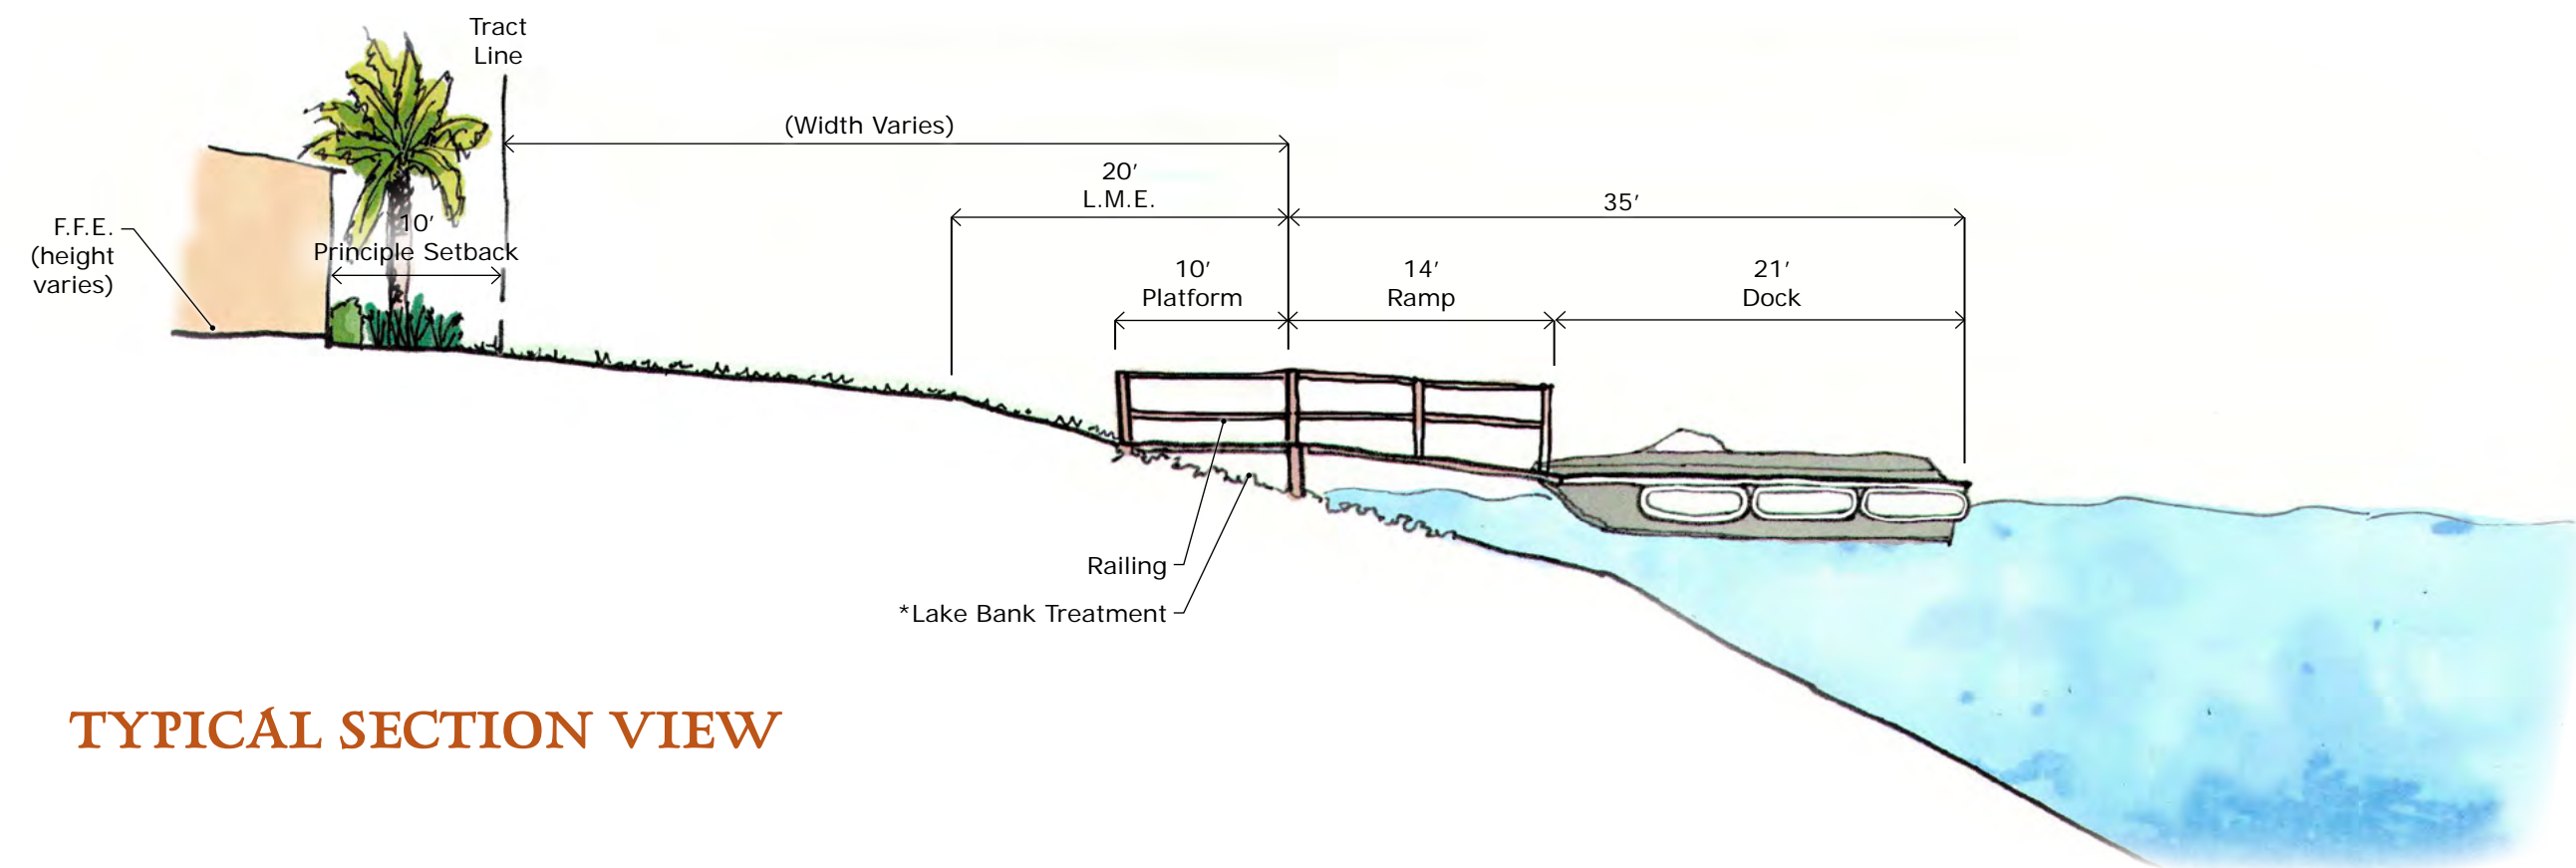 Tract
Line
(Width Varies)
20′
L.M.E.
35′
F.F.E.
(height
varies)
10′
Principle Setback
10′
Platform
14′
Ramp
21′
Dock
Railing
*Lake Bank Treatment
TYPICAL SECTION VIEW